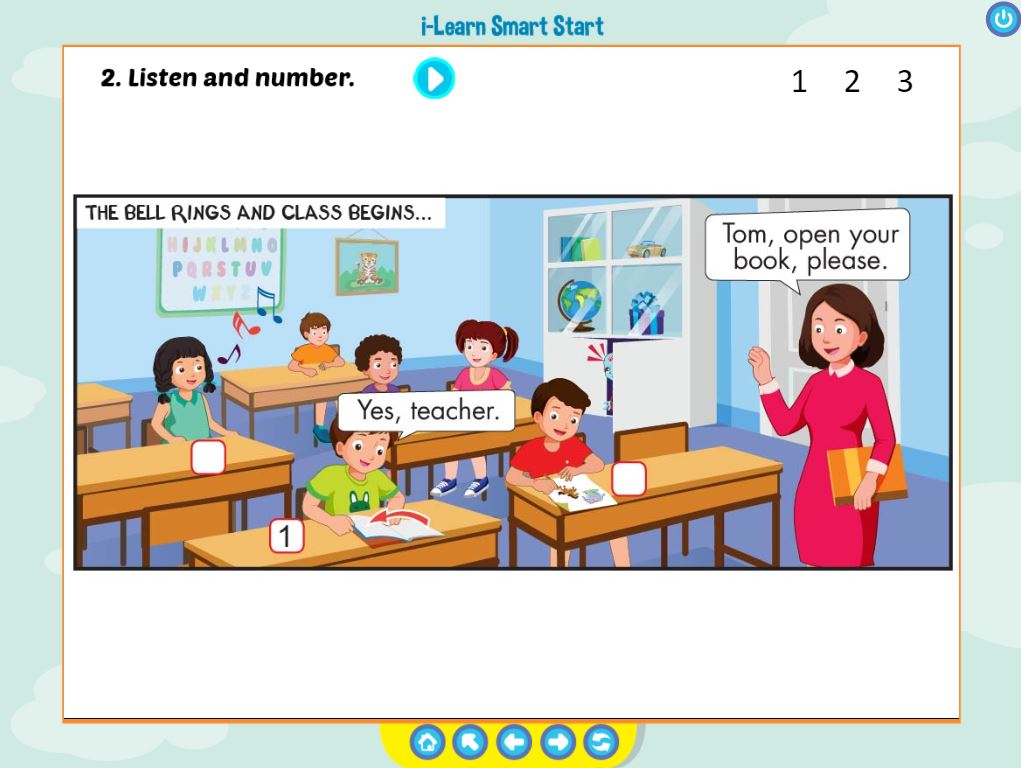 i-Learn Smart Start
2. Listen and number.
1 2 3
THE BELL RINGS AND CLASS BEGINS...
HIJKLMNO
PQRSTUV
WXYZ
Tom, open your
book, please.
Yes, teacher.
1